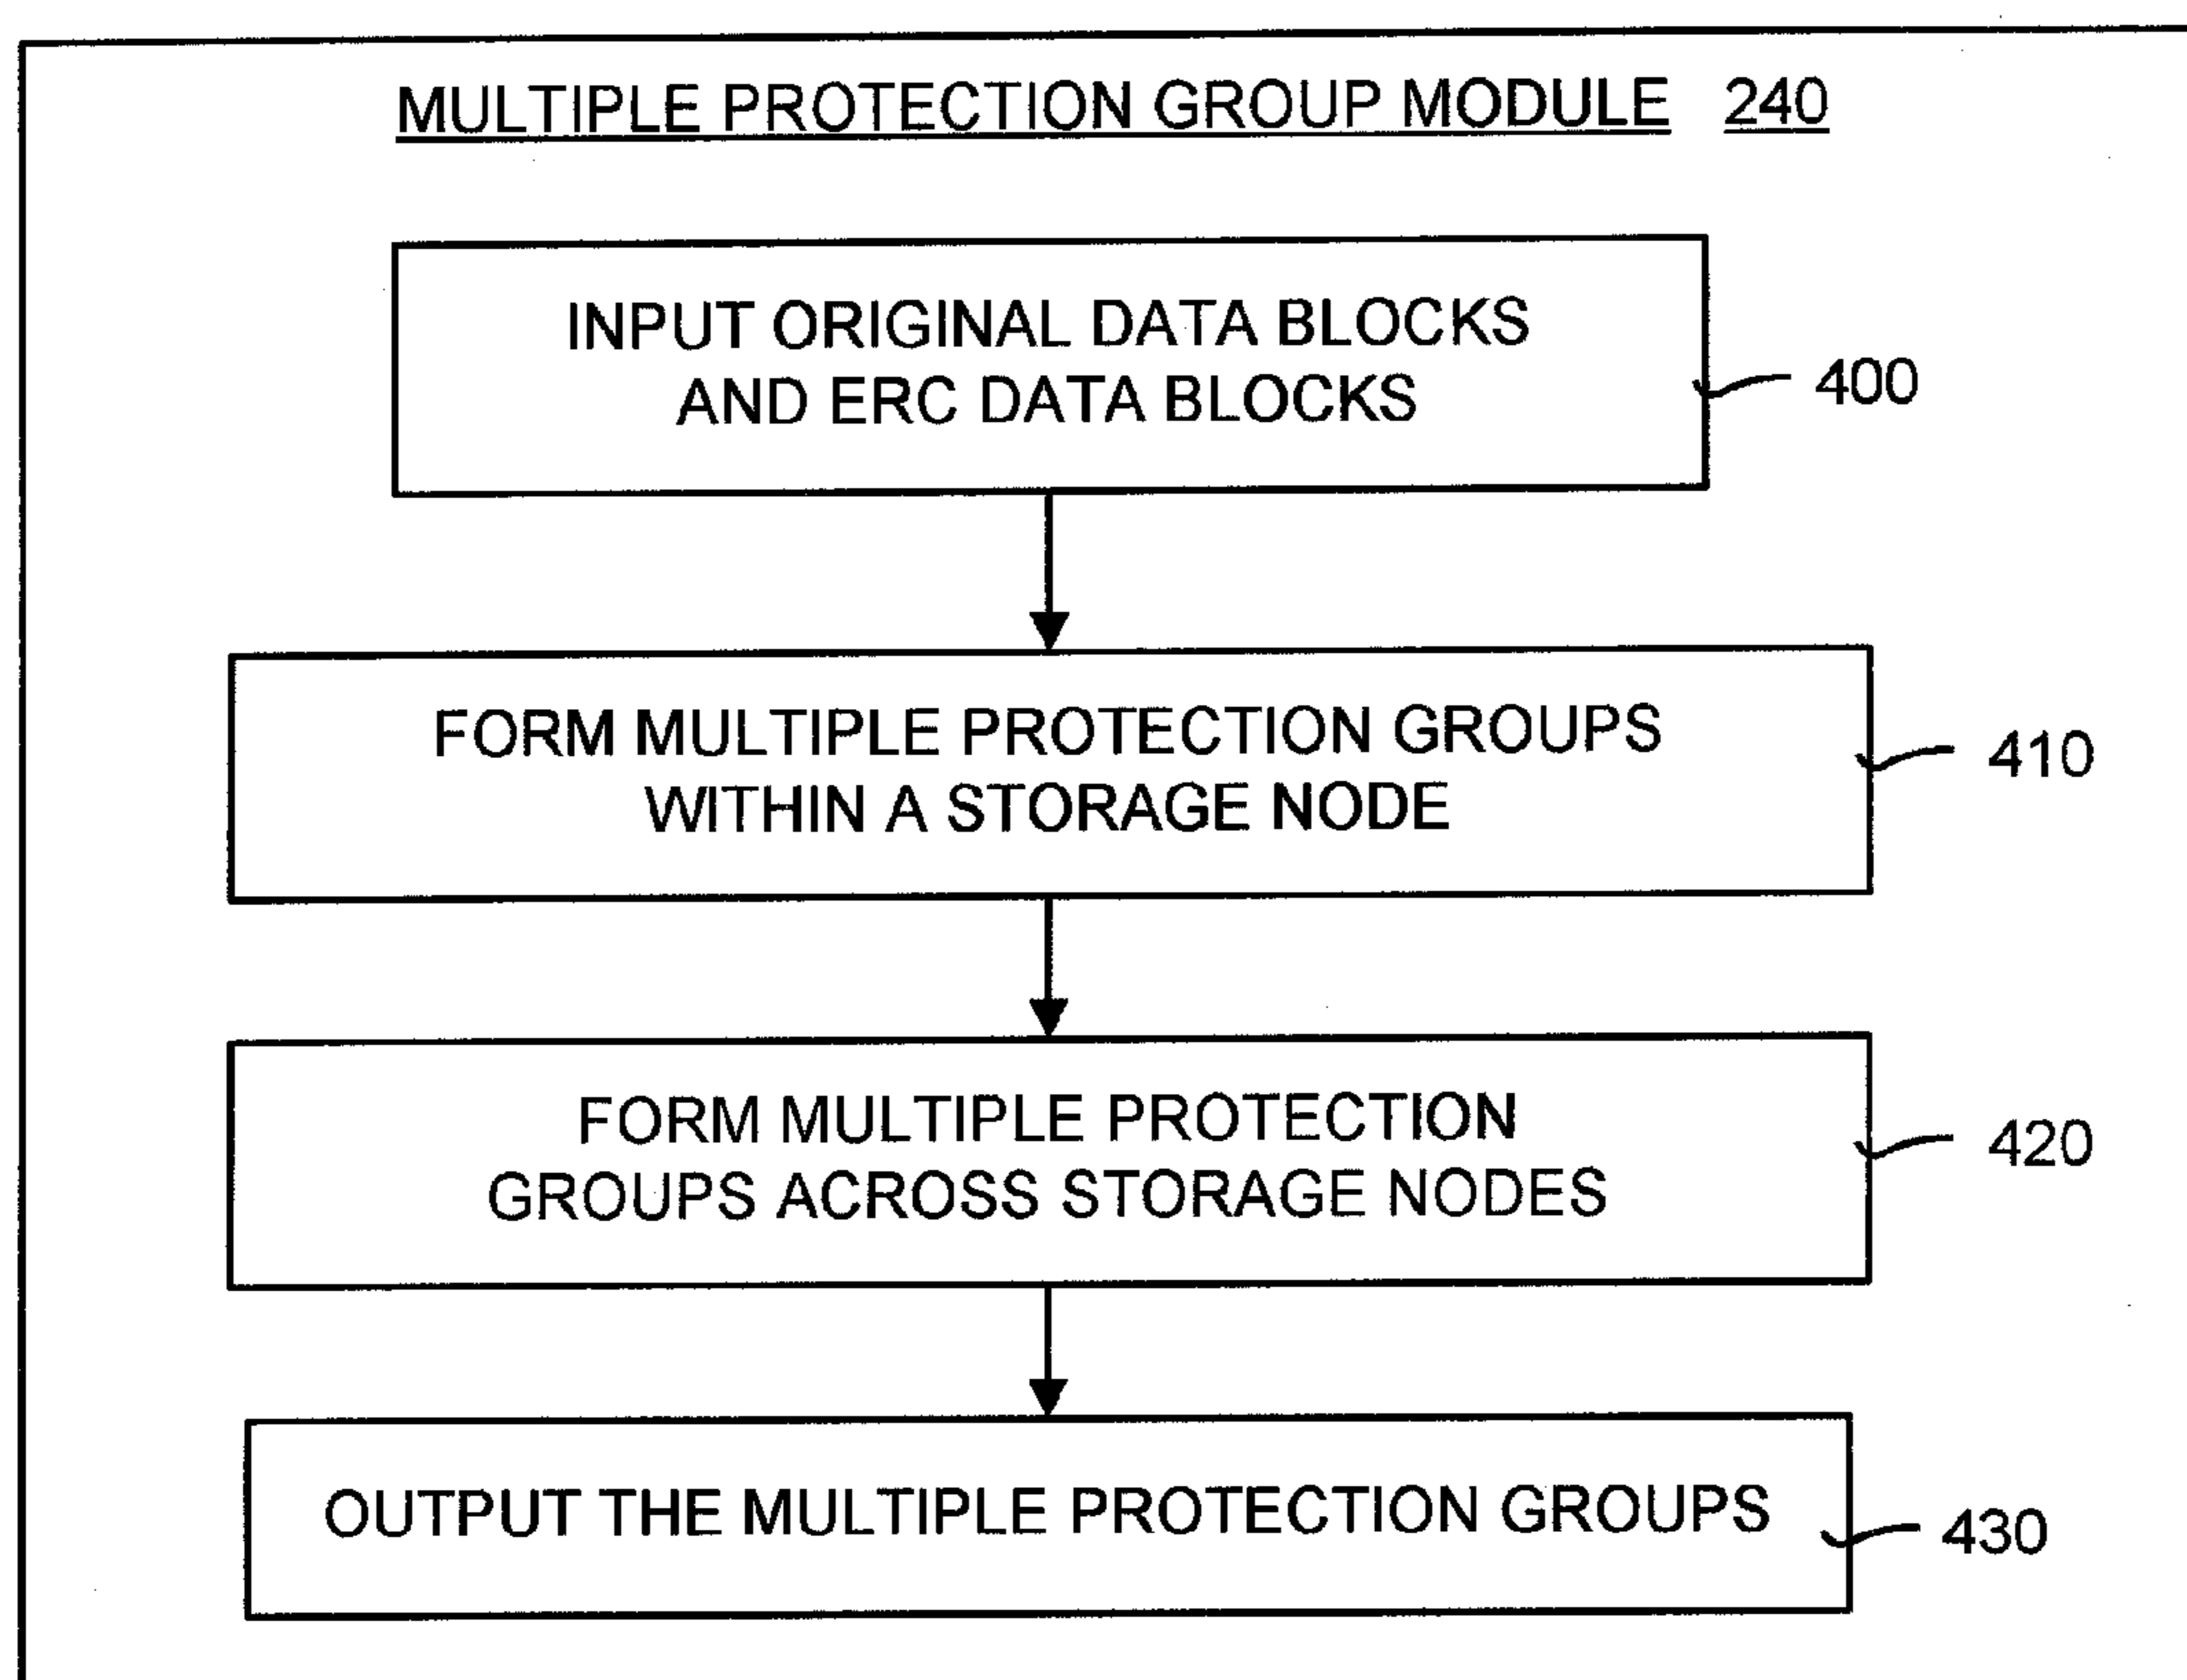 MULTIPLE PROTECTION GROUP MODULE 240
INPUT ORIGINAL DATA BLOCKS
AND ERC DATA BLOCKS
400
FORM MULTIPLE PROTECTION GROUPS
WITHIN A STORAGE NODE
410
FORM MULTIPLE PROTECTION
GROUPS ACROSS STORAGE NODES
420
OUTPUT THE MULTIPLE PROTECTION GROUPS
430